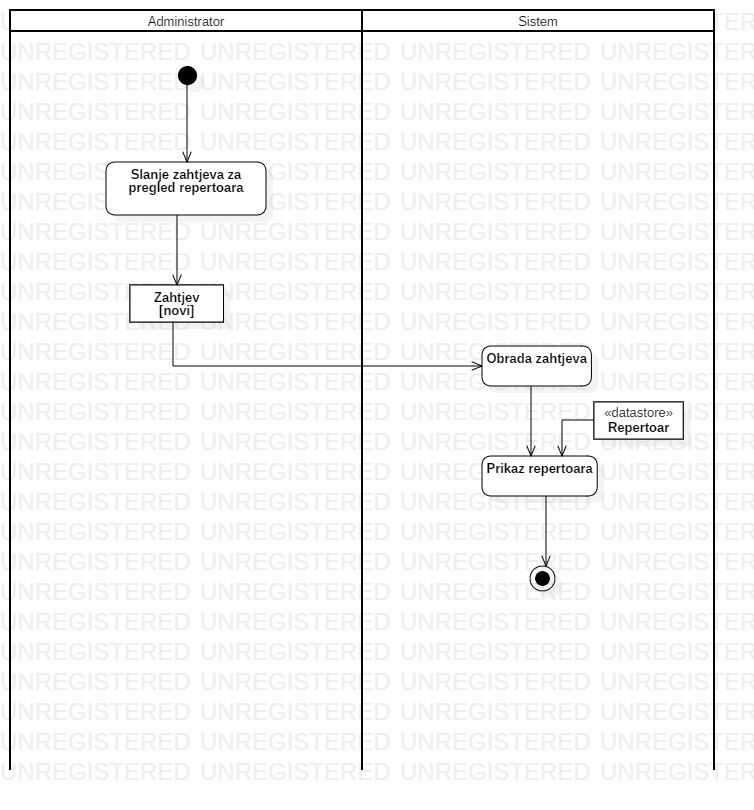 Administrator
Sistem
Slanje zahtjeva za
pregled repertoara
Zahtjev
[novi]
Obrada zahtjeva
«datastore»
Repertoar
Prikaz repertoara
UNREGISTERED UNREGISTERED UNREGISTERED UNREGISTERED